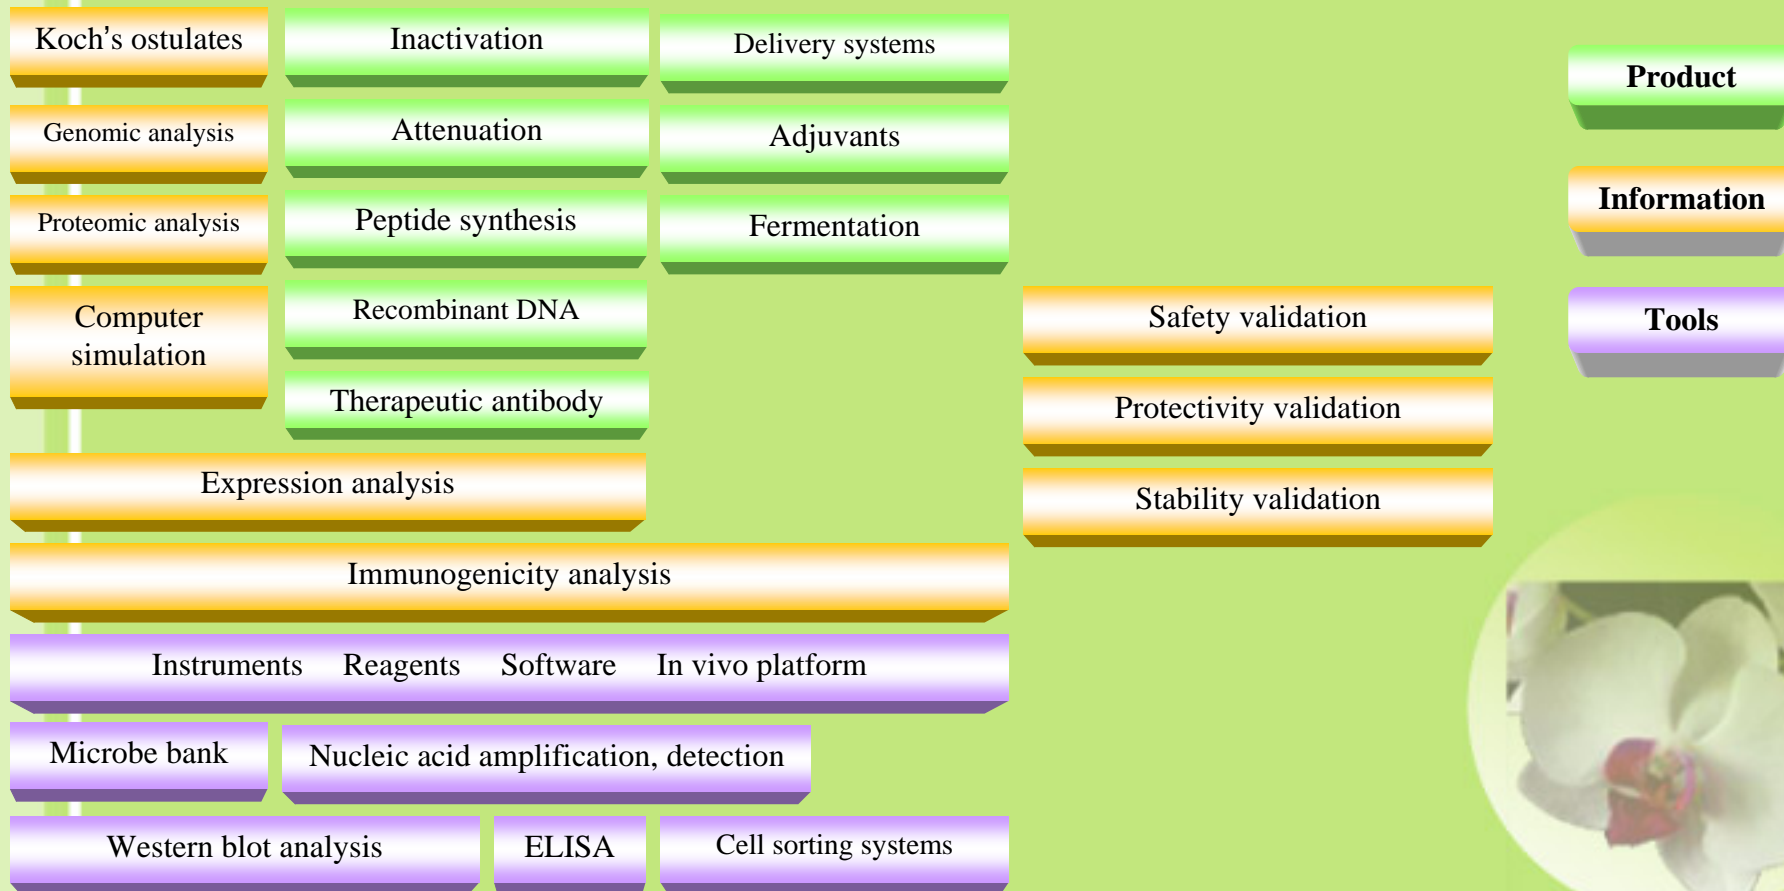 Koch's ostulates
Inactivation
Delivery systems
Product
Genomic analysis
Attenuation
Adjuvants
Information
Proteomic analysis
Peptide synthesis
Fermentation
Computer
simulation
Recombinant DNA
Safety validation
Tools
Therapeutic antibody
Protectivity validation
Expression analysis
Stability validation
Immunogenicity analysis
Instruments Reagents Software In vivo platform
Microbe bank
Nucleic acid amplification, detection
Western blot analysis
ELISA
Cell sorting systems